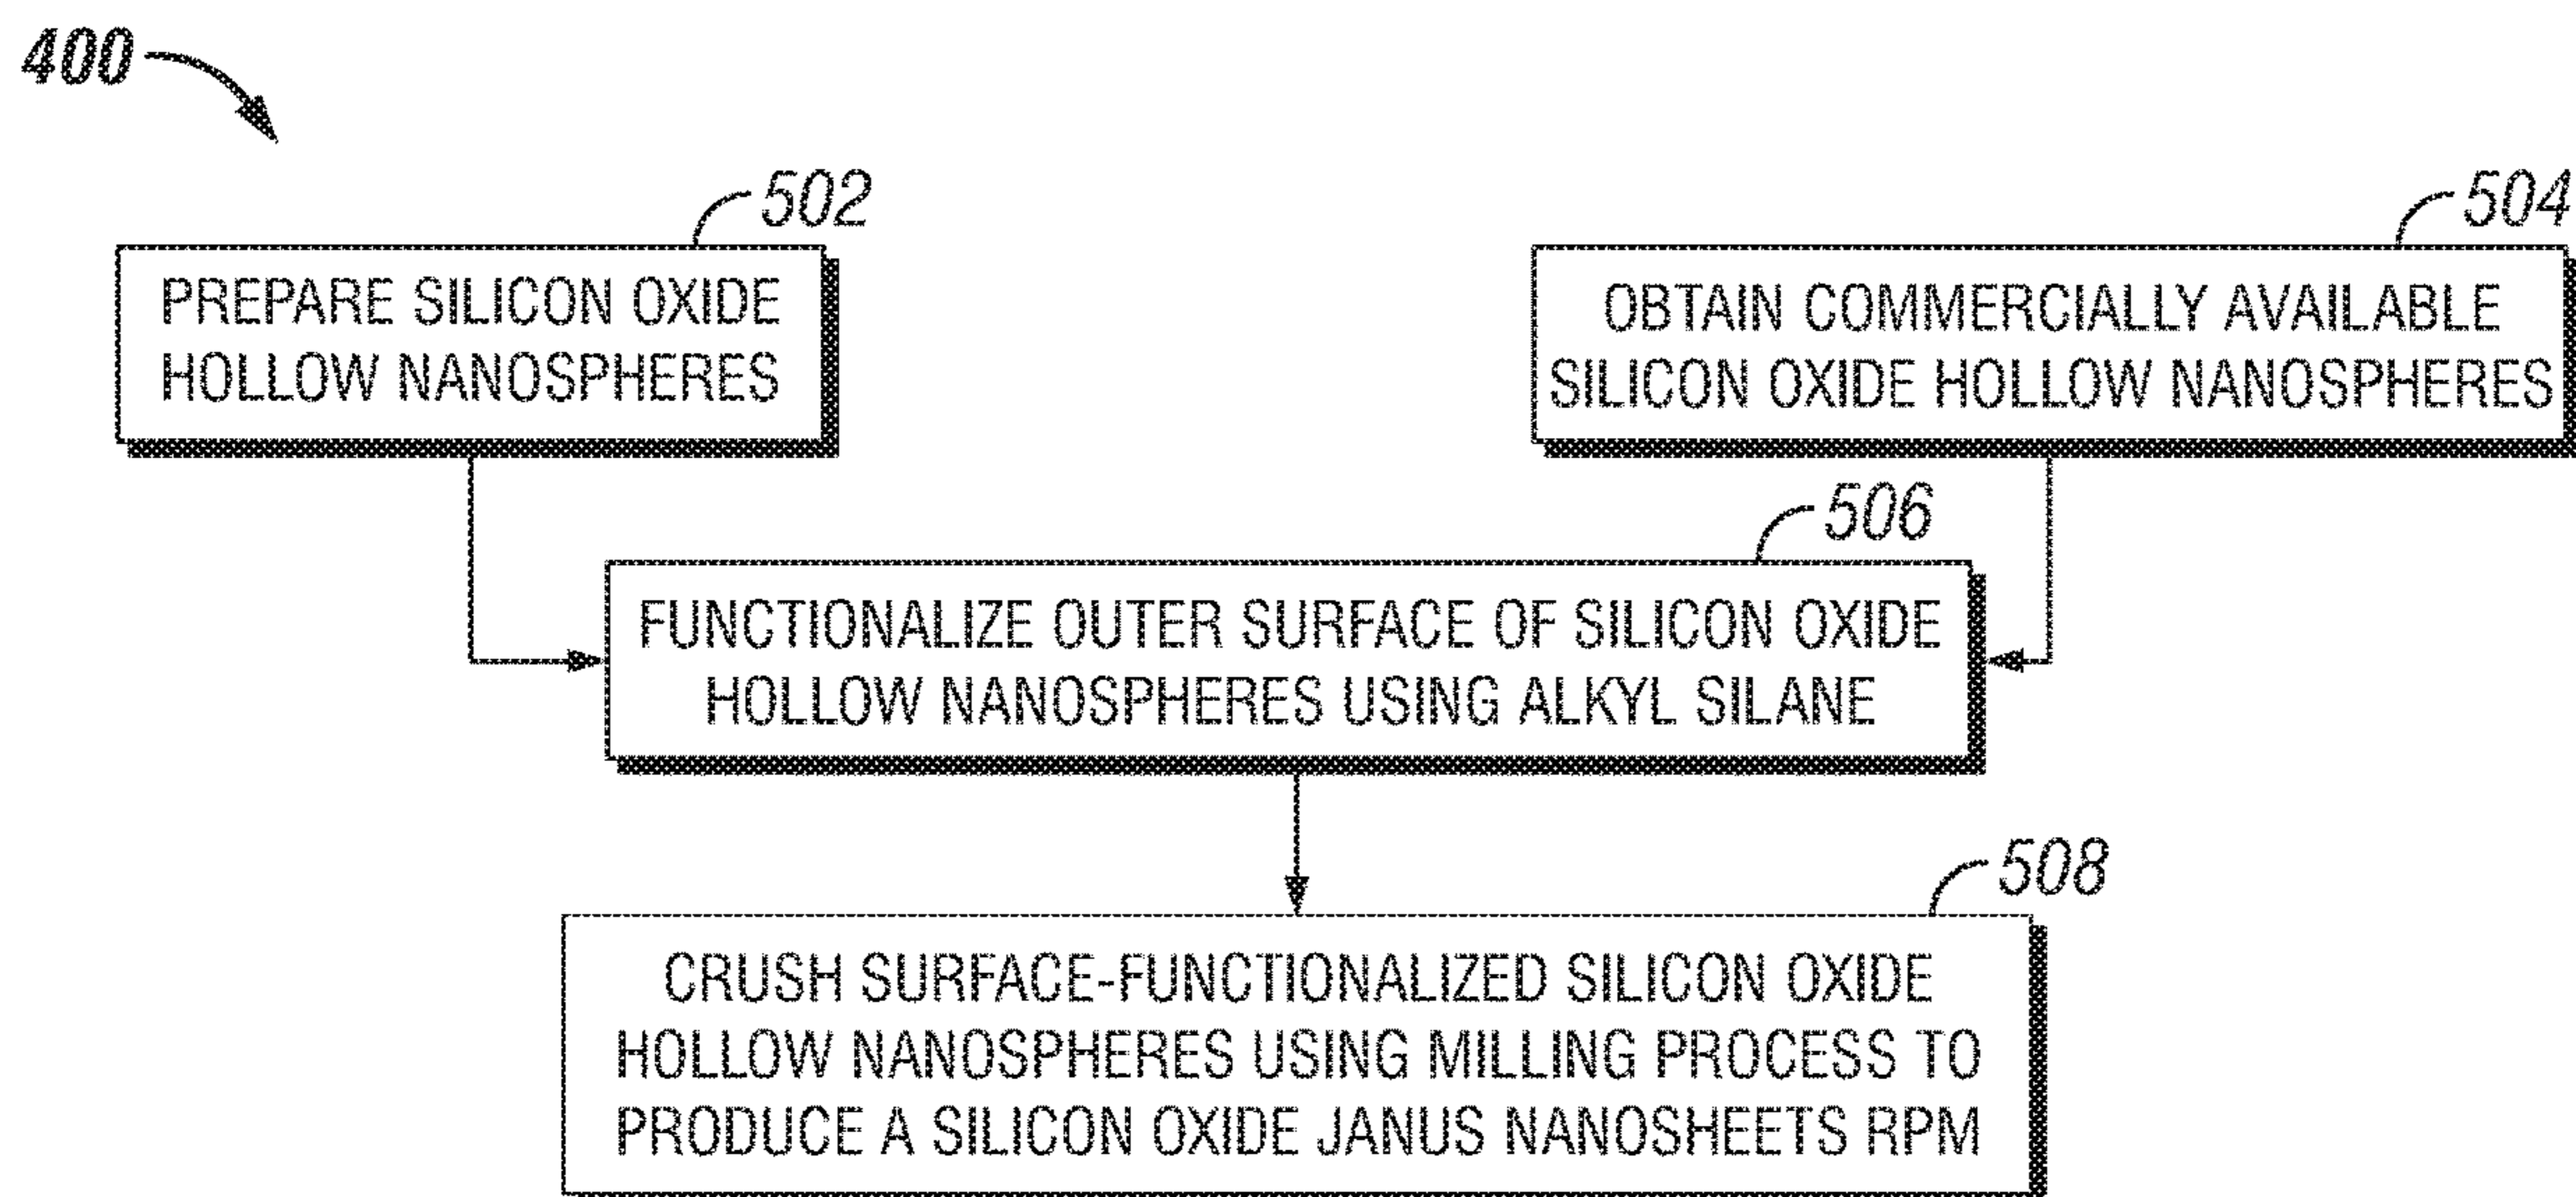 400
502
PREPARE SILICON OXIDE
HOLLOW NANOSPHERES
504
OBTAIN COMMERCIALLY AVAILABLE
SILICON OXIDE HOLLOW NANOSPHERES
506
FUNCTIONALIZE OUTER SURFACE OF SILICON OXIDE
HOLLOW NANOSPHERES USING ALKYL SILANE
508
CRUSH SURFACE-FUNCTIONALIZED SILICON OXIDE
HOLLOW NANOSPHERES USING MILLING PROCESS TO
PRODUCE A SILICON OXIDE JANUS NANOSHEETS RPM